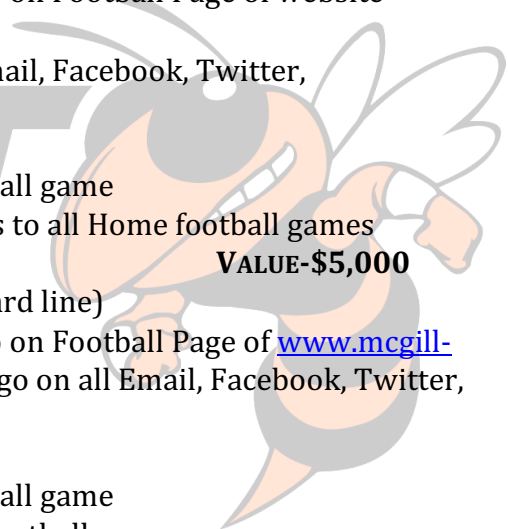 on Football Page of website
ail, Facebook, Twitter,
all game
s to all Home football games
VALUE-$5,000
ard line)
o on Football Page of www.mcgill-
go on all Email, Facebook, Twitter,
all game